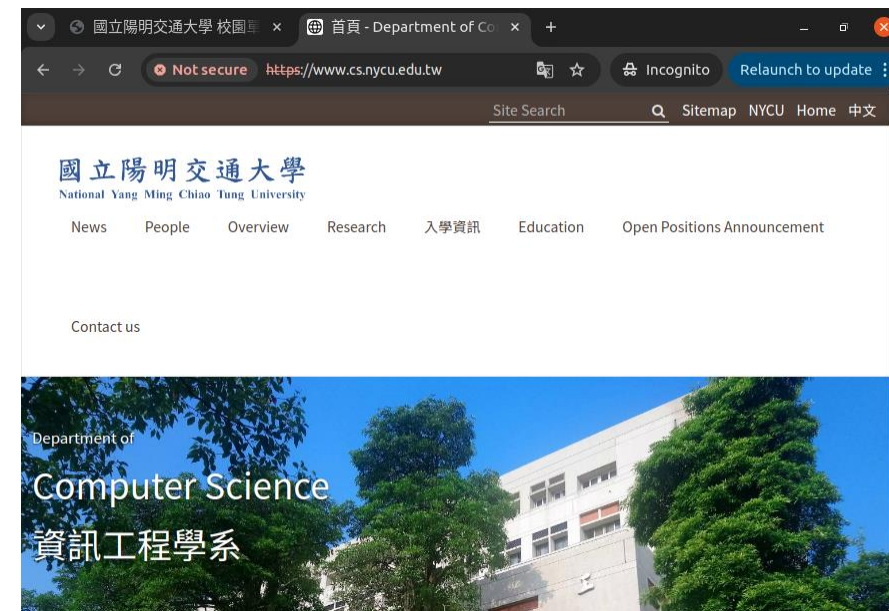 國立陽明交通大學 校園單
首頁 - Department of Co
Not secure https://www.cs.nycu.edu.tw
Incognito
Relaunch to update
Site Search
Sitemap NYCU Home 中文
國立陽明交通大學
National Yang Ming Chiao Tung University
News People Overview Research 入學資訊 Education Open Positions Announcement
Contact us
Department of
Computer Science
資訊工程學系